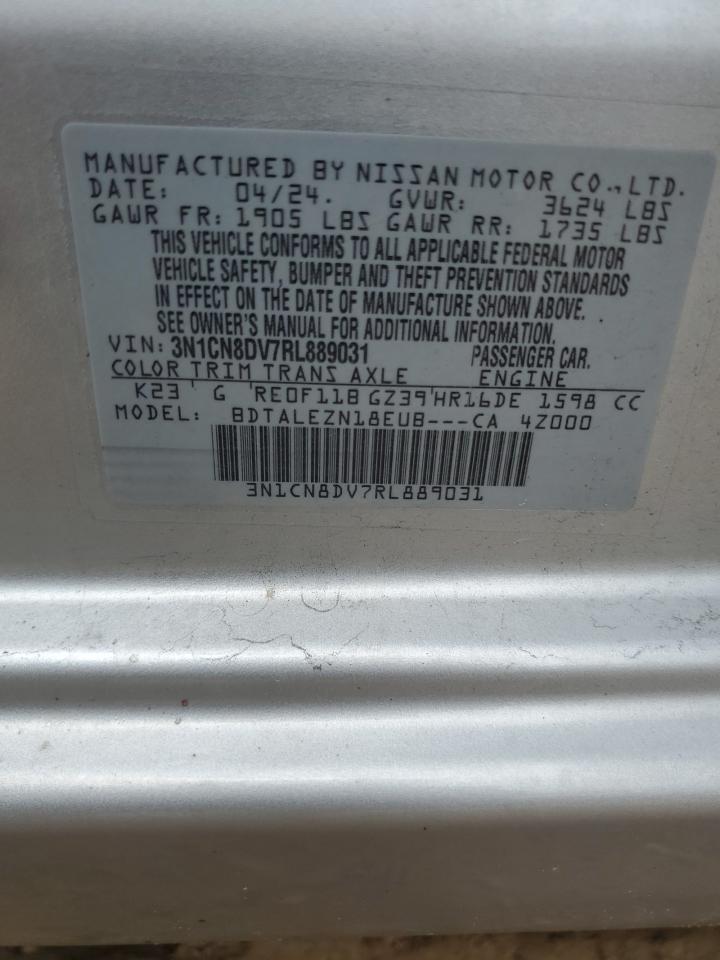 MANUFACTURED BY NISSAN MOTOR CO.,LTD.
DATE: 04/24. GVWR: 3624 LBS
GAWR FR: 1905 LBS GAWR RR: 1735 LBS
THIS VEHICLE CONFORMS TO ALL APPLICABLE FEDERAL MOTOR
VEHICLE SAFETY, BUMPER AND THEFT PREVENTION STANDARDS
IN EFFECT ON THE DATE OF MANUFACTURE SHOWN ABOVE.
SEE OWNER'S MANUAL FOR ADDITIONAL INFORMATION.
VIN: 3N1CN8DV7RL889031 PASSENGER CAR.
COLOR TRIM TRANS AXLE ENGINE
K23 ' G 'RE0F11B GZ39'HR16DE 1598 CC
MODEL: BDTALEZN18EUB---CA 4Z000
3N1CN8DV7RL889031